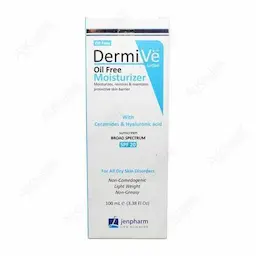 DermiVe
Oil Free
Moisturizer
Moisturizes, restores & maintains
protective skin barrier
With
Ceramides & Hyaluronic Acid
SUNSCREEN
BROAD SPECTRUM
SPF 20
For All Dry Skin Disorders
Non-Comedogenic
Light Weight
Non-Greasy
100 mL e (3.38 Fl.Oz)
jenpharm